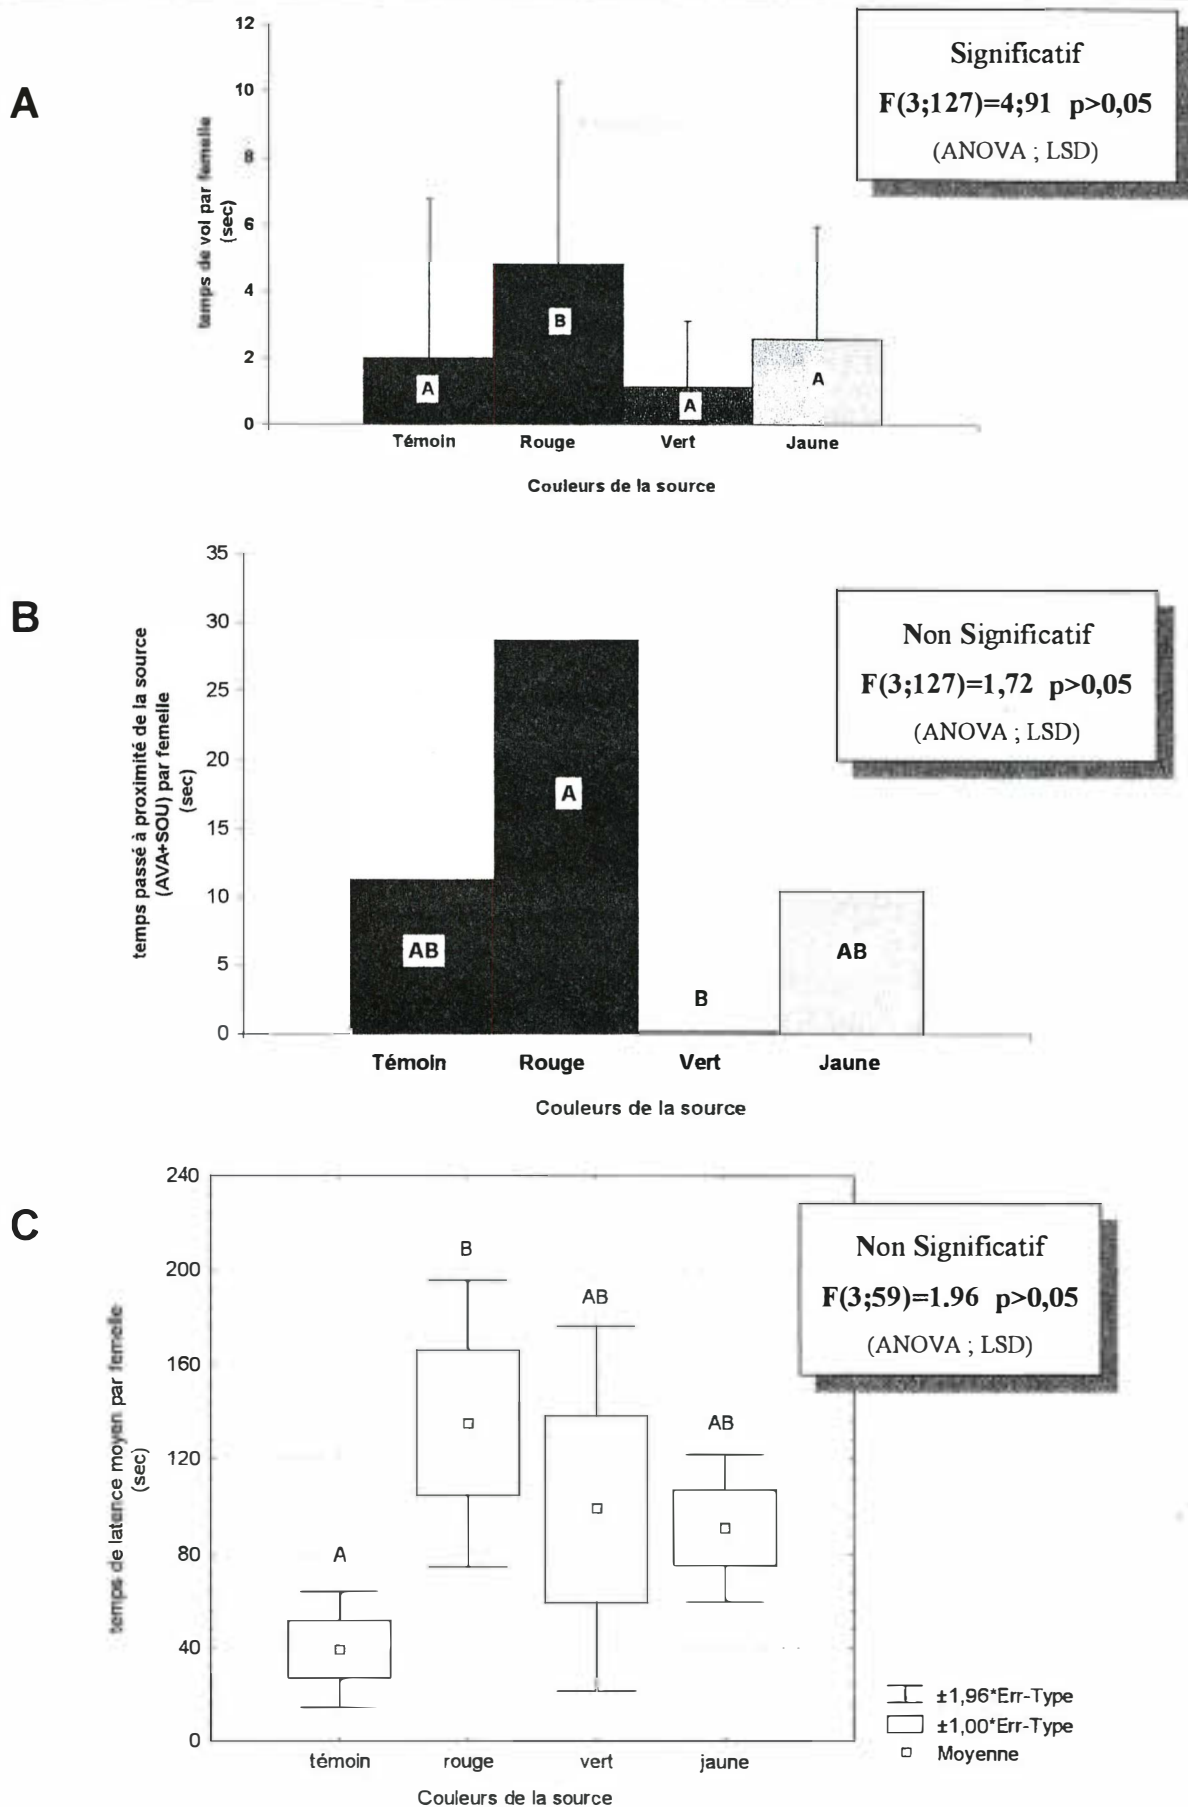 A
12
10
8
6
4
2
0
temps de vol par femelle
(sec)
A
B
A
A
Témoin Rouge Vert Jaune
Couleurs de la source
Significatif
F(3;127)=4;91 p>0,05
(ANOVA ; LSD)
B
35
30
25
20
15
10
5
0
temps passé à proximité de la source
(AVA+SOU) par femelle
(sec)
AB
A
B
AB
Témoin Rouge Vert Jaune
Couleurs de la source
Non Significatif
F(3;127)=1,72 p>0,05
(ANOVA ; LSD)
C
240
200
160
120
80
40
0
temps de latence moyen par femelle
(sec)
A
B
AB
AB
témoin rouge vert jaune
Couleurs de la source
Non Significatif
F(3;59)=1.96 p>0,05
(ANOVA ; LSD)
±1,96*Err-Type
±1,00*Err-Type
Moyenne